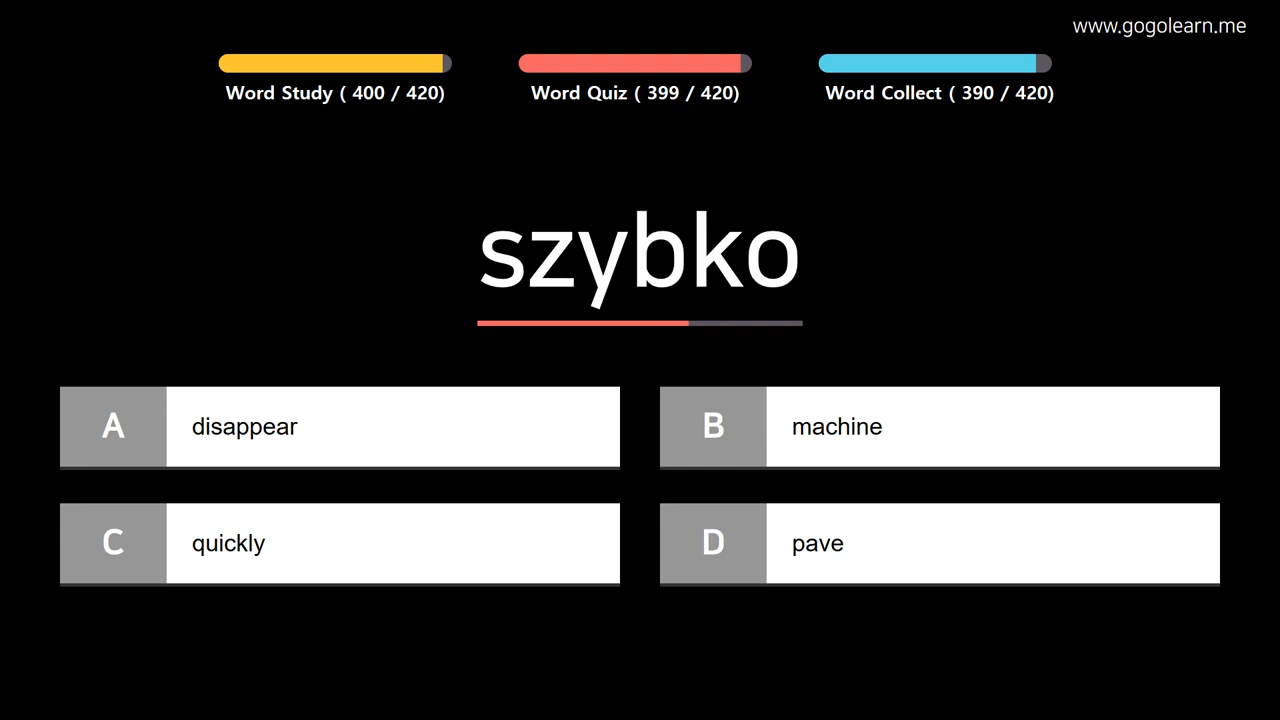 www.gogolearn.me
Word Study ( 400 / 420)
Word Quiz ( 399 / 420)
Word Collect ( 390 / 420)
szybko
A disappear
B machine
C quickly
D pave